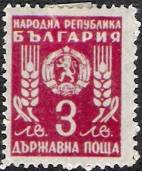 НАРОДНА РЕПУБЛИКА
БЪЛГАРИЯ
3
лв. лв.
ДЪРЖАВНА ПОЩА